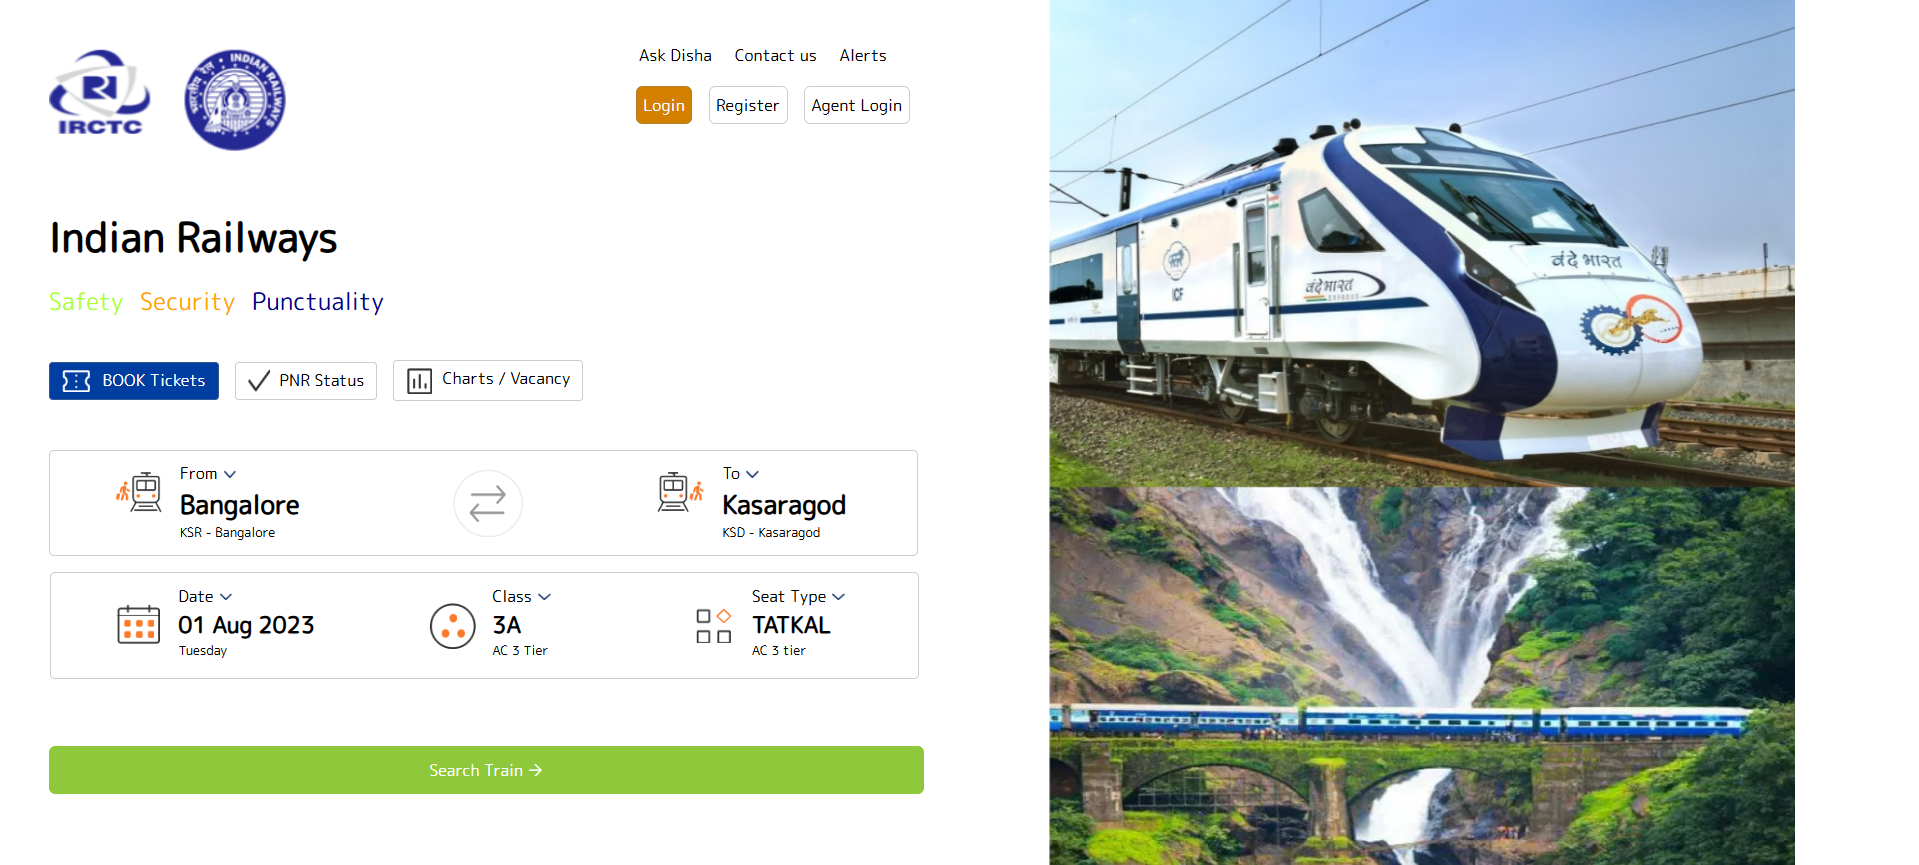 IRCTC
भारतीय रेल • INDIAN RAILWAYS
Ask Disha Contact us Alerts
Login Register Agent Login
Indian Railways
Safety Security Punctuality
BOOK Tickets PNR Status Charts / Vacancy
From
Bangalore
KSR - Bangalore
To
Kasaragod
KSD - Kasaragod
Date
01 Aug 2023
Tuesday
Class
3A
AC 3 Tier
Seat Type
TATKAL
AC 3 tier
Search Train →
वंदे भारत
ICF
वंदे भारत
EXPRESS